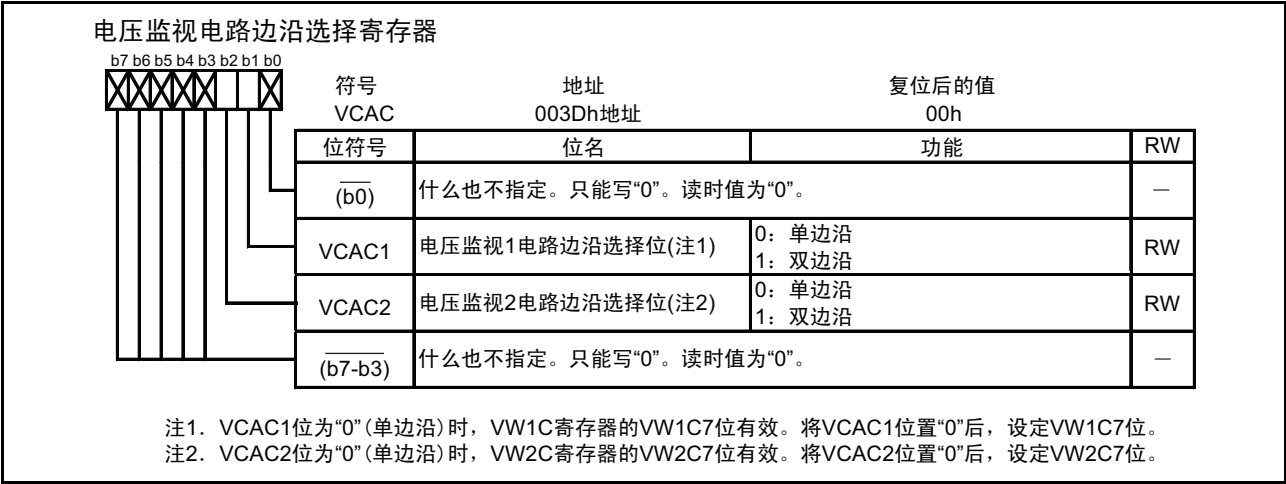 电压监视电路边沿选择寄存器
b7 b6 b5 b4 b3 b2 b1 b0
符号 地址 复位后的值
VCAC 003Dh地址 00h
位符号 位名 功能 RW
(b0) 什么也不指定。只能写“0”。读时值为“0”。 —
VCAC1 电压监视1电路边沿选择位(注1) 0：单边沿 RW
1：双边沿
VCAC2 电压监视2电路边沿选择位(注2) 0：单边沿 RW
1：双边沿
(b7-b3) 什么也不指定。只能写“0”。读时值为“0”。 —
注1. VCAC1位为“0”(单边沿)时，VW1C寄存器的VW1C7位有效。将VCAC1位置“0”后，设定VW1C7位。
注2. VCAC2位为“0”(单边沿)时，VW2C寄存器的VW2C7位有效。将VCAC2位置“0”后，设定VW2C7位。